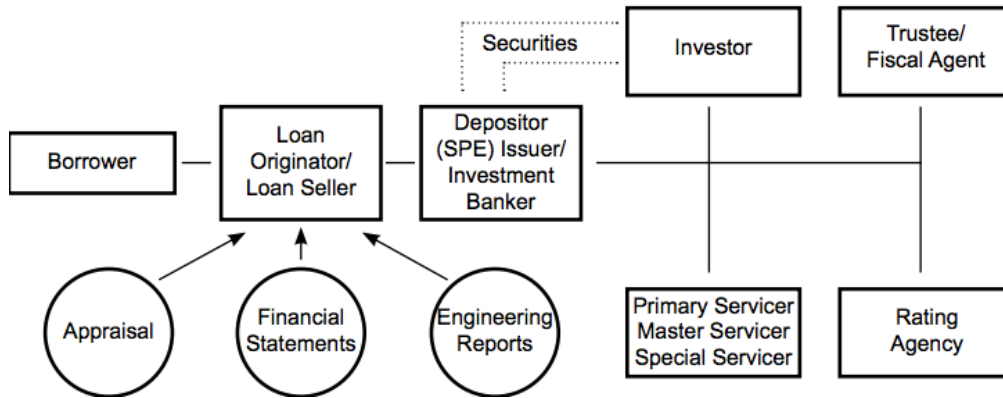 Securities
Investor
Trustee/
Fiscal Agent
Borrower
Loan
Originator/
Loan Seller
Depositor
(SPE) Issuer/
Investment
Banker
Appraisal
Financial
Statements
Engineering
Reports
Primary Servicer
Master Servicer
Special Servicer
Rating
Agency